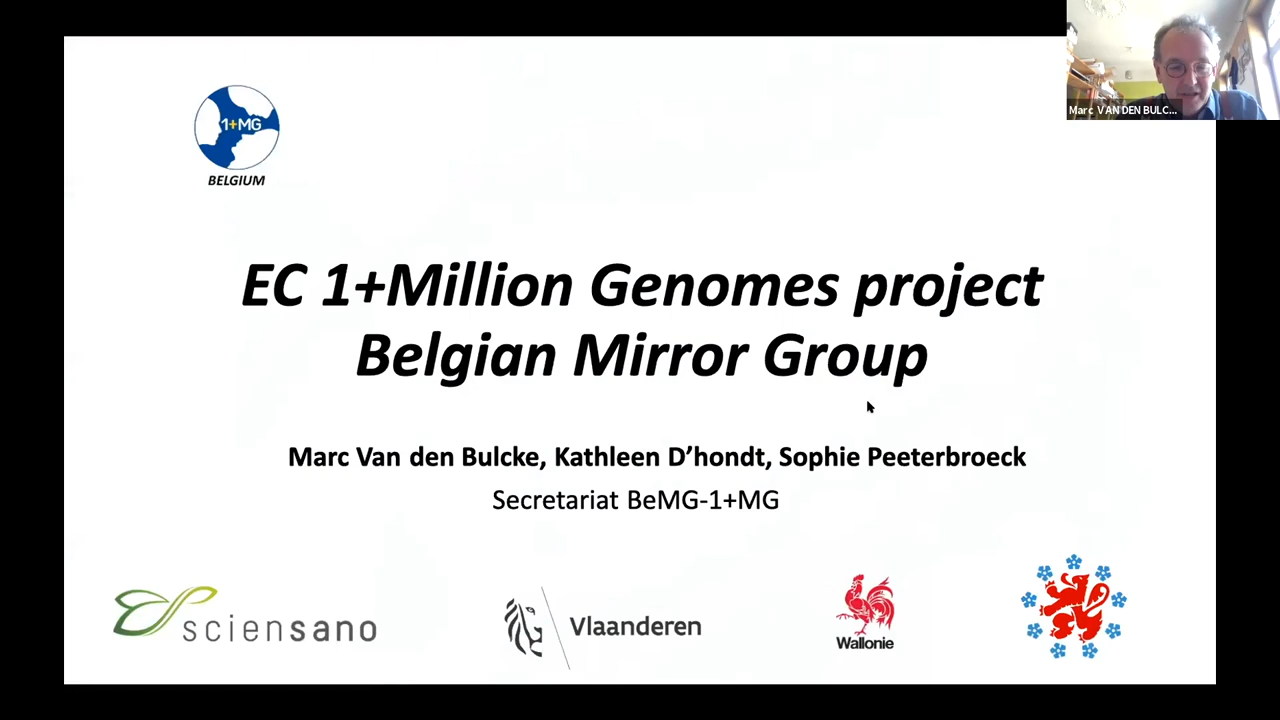 Marc VAN DEN BULC...
1+MG
BELGIUM
EC 1+Million Genomes project
Belgian Mirror Group
Marc Van den Bulcke, Kathleen D’hondt, Sophie Peeterbroeck
Secretariat BeMG-1+MG
sciensano
Vlaanderen
Wallonie